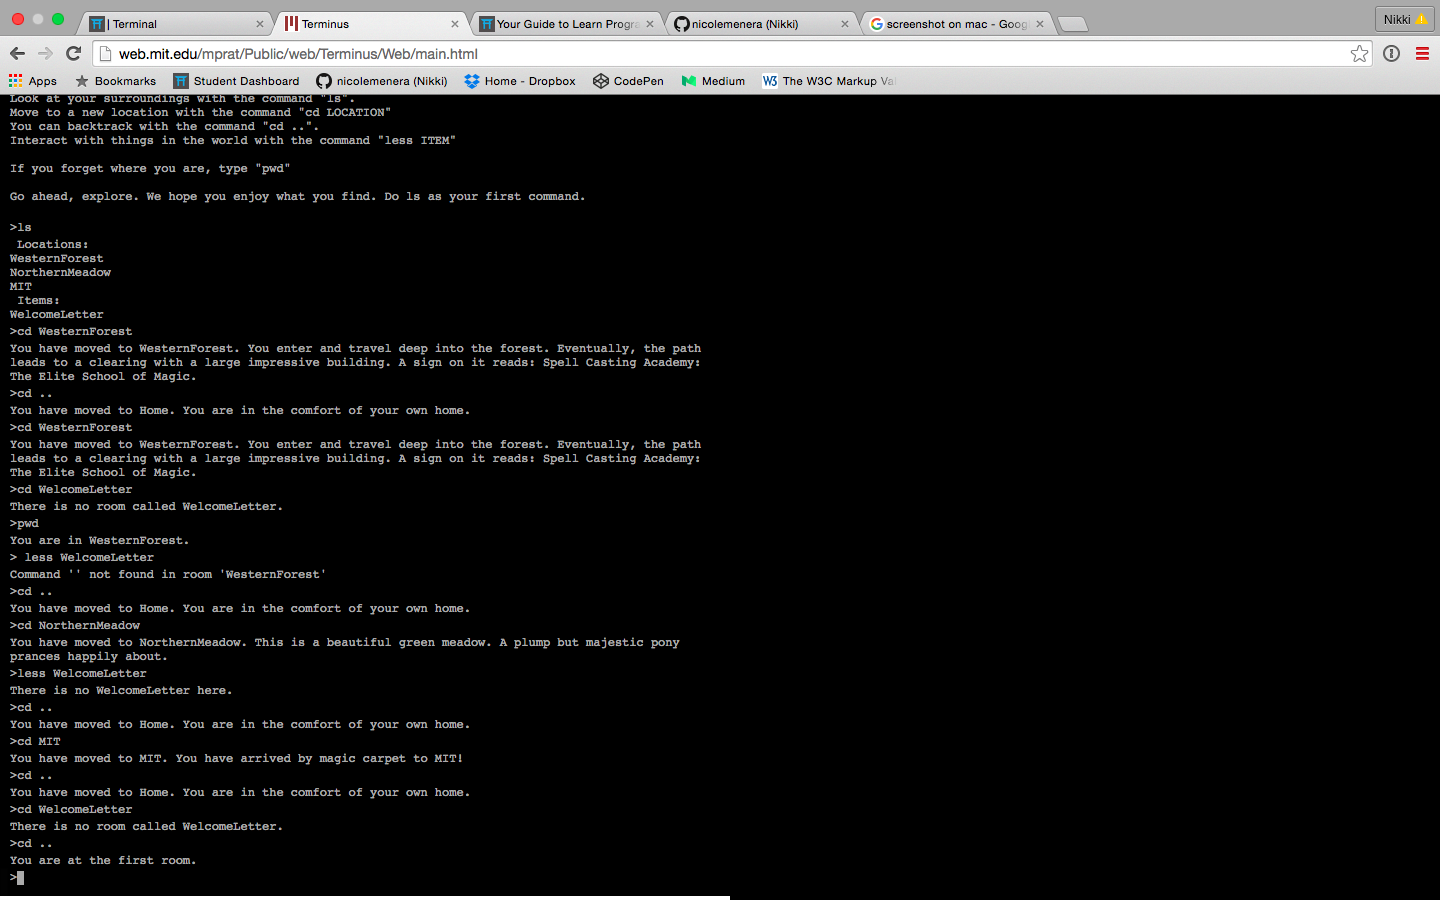 Nikki
| Terminal
Terminus
Your Guide to Learn Progra
nicolemenera (Nikki)
screenshot on mac - Goog
web.mit.edu/mprat/Public/web/Terminus/Web/main.html
Apps
Bookmarks
Student Dashboard
nicolemenera (Nikki)
Home - Dropbox
CodePen
Medium
W3
The W3C Markup Va
Look at your surroundings with the command "ls".
Move to a new location with the command "cd LOCATION"
You can backtrack with the command "cd ..".
Interact with things in the world with the command "less ITEM"
If you forget where you are, type "pwd"
Go ahead, explore. We hope you enjoy what you find. Do ls as your first command.
>ls
Locations:
WesternForest
NorthernMeadow
MIT
Items:
WelcomeLetter
>cd WesternForest
You have moved to WesternForest. You enter and travel deep into the forest. Eventually, the path
leads to a clearing with a large impressive building. A sign on it reads: Spell Casting Academy:
The Elite School of Magic.
>cd ..
You have moved to Home. You are in the comfort of your own home.
>cd WesternForest
You have moved to WesternForest. You enter and travel deep into the forest. Eventually, the path
leads to a clearing with a large impressive building. A sign on it reads: Spell Casting Academy:
The Elite School of Magic.
>cd WelcomeLetter
There is no room called WelcomeLetter.
>pwd
You are in WesternForest.
> less WelcomeLetter
Command '' not found in room 'WesternForest'
>cd ..
You have moved to Home. You are in the comfort of your own home.
>cd NorthernMeadow
You have moved to NorthernMeadow. This is a beautiful green meadow. A plump but majestic pony
prances happily about.
>less WelcomeLetter
There is no WelcomeLetter here.
>cd ..
You have moved to Home. You are in the comfort of your own home.
>cd MIT
You have moved to MIT. You have arrived by magic carpet to MIT!
>cd ..
You have moved to Home. You are in the comfort of your own home.
>cd WelcomeLetter
There is no room called WelcomeLetter.
>cd ..
You are at the first room.
>